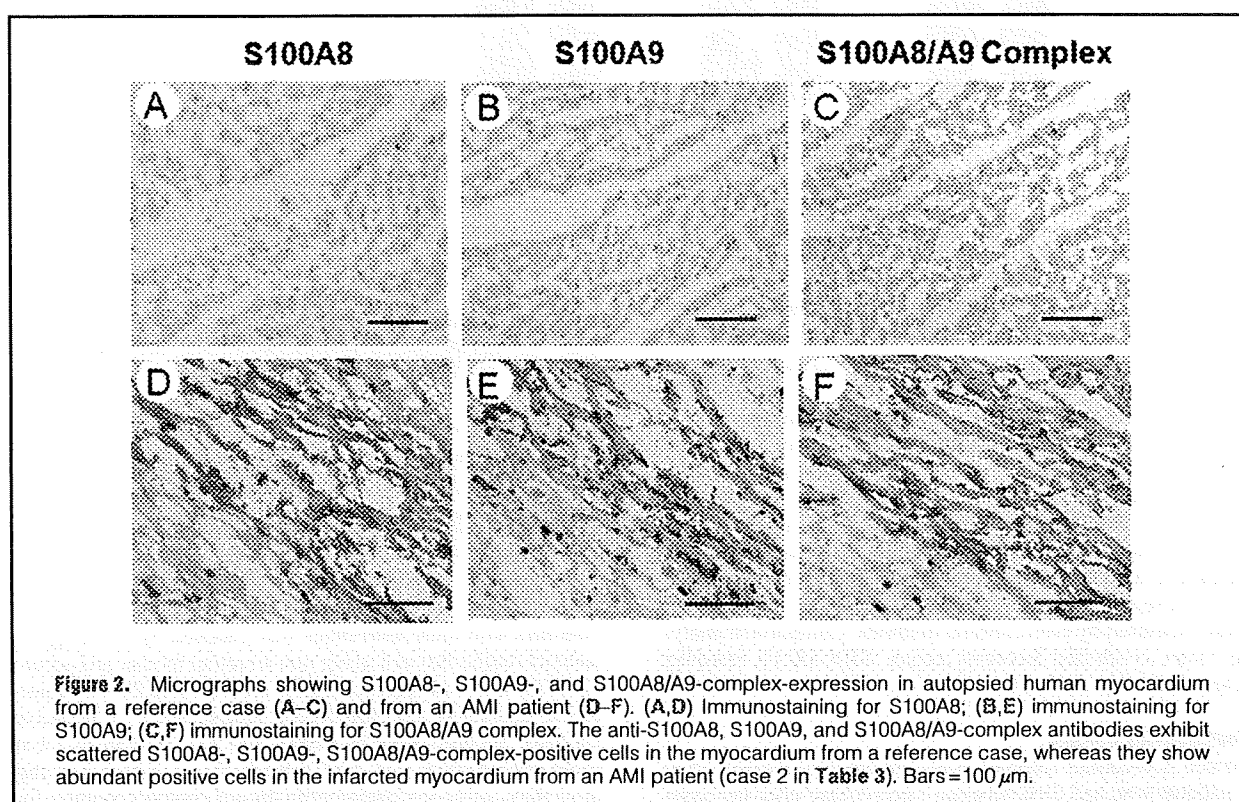 S100A8 S100A9 S100A8/A9 Complex
A B C
D E F
Figure 2. Micrographs showing S100A8-, S100A9-, and S100A8/A9-complex-expression in autopsied human myocardium
from a reference case (A–C) and from an AMI patient (D–F). (A,D) Immunostaining for S100A8; (B,E) immunostaining for
S100A9; (C,F) immunostaining for S100A8/A9 complex. The anti-S100A8, S100A9, and S100A8/A9-complex antibodies exhibit
scattered S100A8-, S100A9-, S100A8/A9-complex-positive cells in the myocardium from a reference case, whereas they show
abundant positive cells in the infarcted myocardium from an AMI patient (case 2 in Table 3). Bars=100 μm.